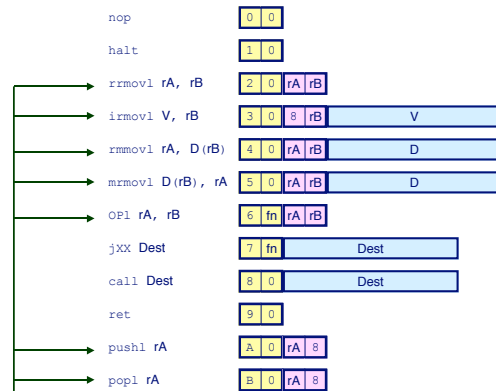 nop 0 0
halt 1 0
rrmovl rA, rB 2 0 rA rB
irmovl V, rB 3 0 8 rB V
rmmovl rA, D(rB) 4 0 rA rB D
mrmovl D(rB), rA 5 0 rA rB D
OPl rA, rB 6 fn rA rB
jXX Dest 7 fn Dest
call Dest 8 0 Dest
ret 9 0
pushl rA A 0 rA 8
popl rA B 0 rA 8